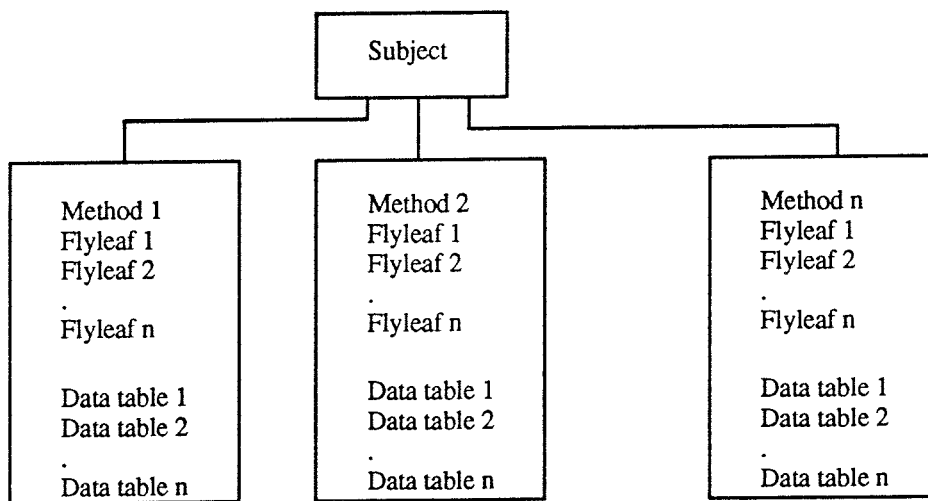 Subject
Method 1
Flyleaf 1
Flyleaf 2
.
Flyleaf n
Data table 1
Data table 2
.
Data table n
Method 2
Flyleaf 1
Flyleaf 2
.
Flyleaf n
Data table 1
Data table 2
.
Data table n
Method n
Flyleaf 1
Flyleaf 2
.
Flyleaf n
Data table 1
Data table 2
.
Data table n